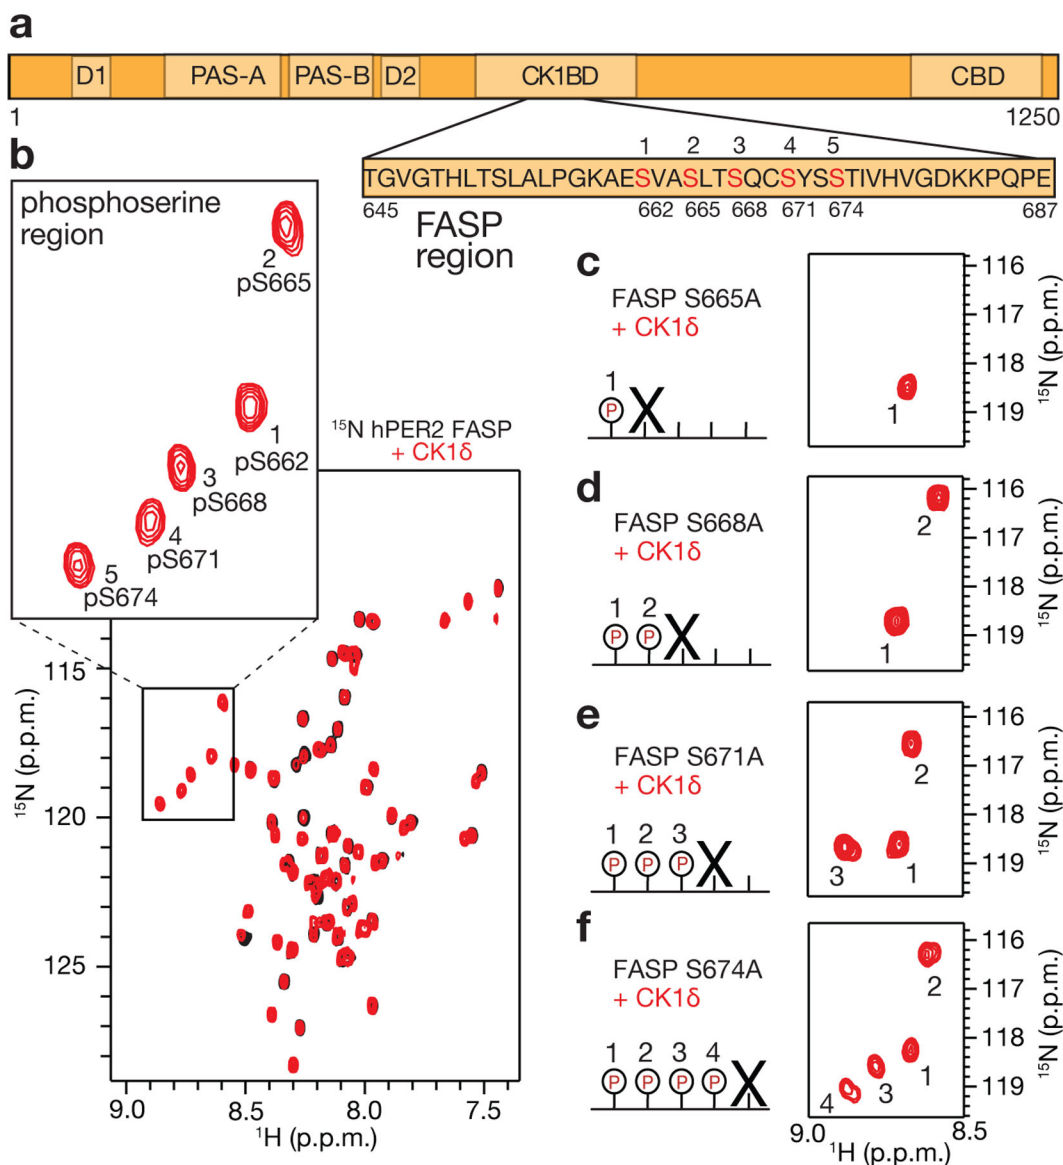 a
D1 PAS-A PAS-B D2 CK1BD CBD
1 1250
1 2 3 4 5
TGVGTHLTSLALPGKAESVASLTSQCSYSSTIVHVGDKKPQPE
645 662 665 668 671 674 687
FASP
region
b
phosphoserine
region
2
pS665
1
pS662
3
pS668
4
pS671
5
pS674
¹⁵N hPER2 FASP
+ CK1δ
115
120
125
¹⁵N (p.p.m.)
9.0 8.5 8.0 7.5
¹H (p.p.m.)
c
FASP S665A
+ CK1δ
1
P X
1
116
117
118
119
¹⁵N (p.p.m.)
d
FASP S668A
+ CK1δ
1 2
P P X
2
1
116
117
118
119
¹⁵N (p.p.m.)
e
FASP S671A
+ CK1δ
1 2 3
P P P X
2
3 1
116
117
118
119
¹⁵N (p.p.m.)
f
FASP S674A
+ CK1δ
1 2 3 4
P P P P X
2
4 3 1
116
117
118
119
¹⁵N (p.p.m.)
9.0 8.5
¹H (p.p.m.)